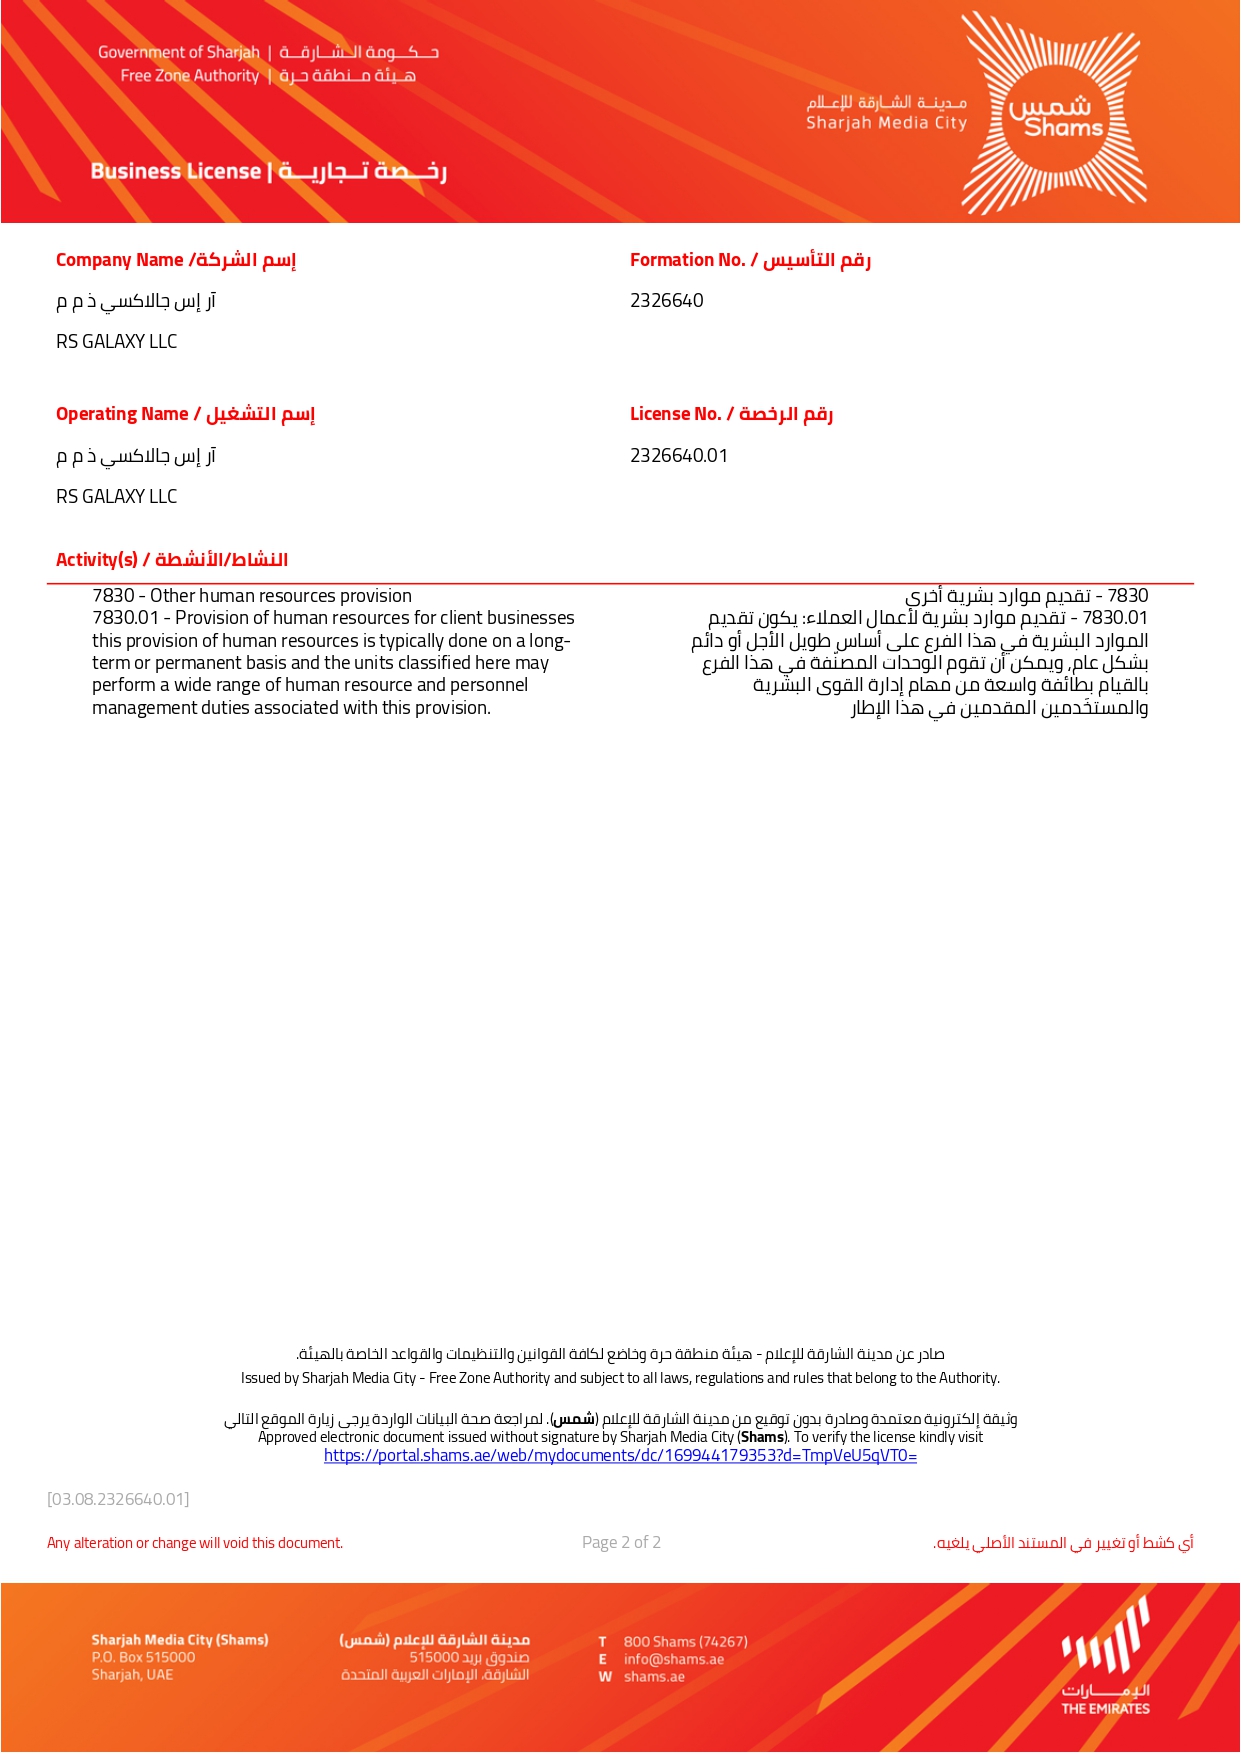 Government of Sharjah | حـكـــومة الـــشـــارقـــة
Free Zone Authority | هـيئة مـــنـطقة حـرة
Business License | رخـــصة تـــجاريـــة
مـديـنـــة الشـارقة للإعـــلام
Sharjah Media City
شمس
Shams
Company Name /إسم الشركة
آر إس جالاكسي ذ م م
RS GALAXY LLC
Formation No. / رقم التأسيس
2326640
Operating Name / إسم التشغيل
آر إس جالاكسي ذ م م
RS GALAXY LLC
License No. / رقم الرخصة
2326640.01
Activity(s) / النشاط/الأنشطة
7830 - Other human resources provision
7830.01 - Provision of human resources for client businesses
this provision of human resources is typically done on a long-
term or permanent basis and the units classified here may
perform a wide range of human resource and personnel
management duties associated with this provision.
7830 - تقديم موارد بشرية أخرى
7830.01 - تقديم موارد بشرية لأعمال العملاء: يكون تقديم
الموارد البشرية في هذا الفرع على أساس طويل الأجل أو دائم
بشكل عام، ويمكن أن تقوم الوحدات المصنّفة في هذا الفرع
بالقيام بطائفة واسعة من مهام إدارة القوى البشرية
والمستخَدمين المقدمين في هذا الإطار
صادر عن مدينة الشارقة للإعلام - هيئة منطقة حرة وخاضع لكافة القوانين والتنظيمات والقواعد الخاصة بالهيئة.
Issued by Sharjah Media City - Free Zone Authority and subject to all laws, regulations and rules that belong to the Authority.
وثيقة إلكترونية معتمدة وصادرة بدون توقيع من مدينة الشارقة للإعلام (شمس). لمراجعة صحة البيانات الواردة يرجى زيارة الموقع التالي
Approved electronic document issued without signature by Sharjah Media City (Shams). To verify the license kindly visit
https://portal.shams.ae/web/mydocuments/dc/169944179353?d=TmpVeU5qVT0=
[03.08.2326640.01]
Any alteration or change will void this document.
Page 2 of 2
أي كشط أو تغيير في المستند الأصلي يلغيه.
Sharjah Media City (Shams)
P.O. Box 515000
Sharjah, UAE
مدينة الشارقة للإعلام (شمس)
صندوق بريد 515000
الشارقة، الإمارات العربية المتحدة
T 800 Shams (74267)
E info@shams.ae
W shams.ae
الإمـــارات
THE EMIRATES